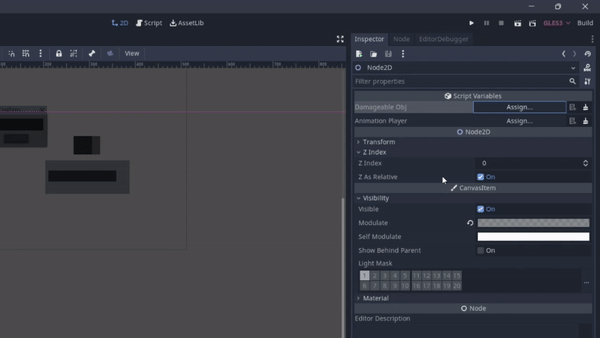 2D Script AssetLib
GLES3 Build
Inspector Node EditorDebugger
View
Node2D
Filter properties
Script Variables
Damageable Obj Assign...
Animation Player Assign...
Node2D
Transform
Z Index
Z Index 0
Z As Relative On
CanvasItem
Visibility
Visible On
Modulate
Self Modulate
Show Behind Parent On
Light Mask
1 2 3 4 5 11 12 13 14 15
6 7 8 9 10 16 17 18 19 20
Material
Node
Editor Description